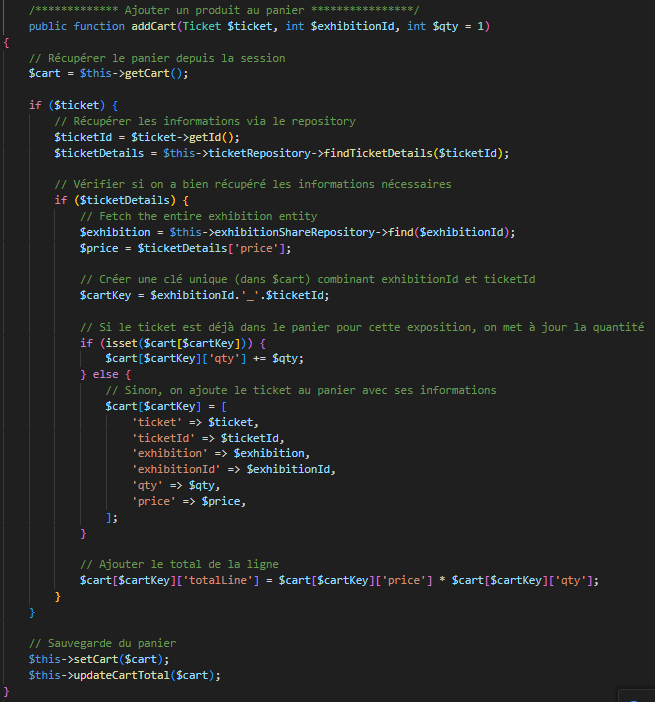 /************* Ajouter un produit au panier ****************/
public function addCart(Ticket $ticket, int $exhibitionId, int $qty = 1)
{
// Récupérer le panier depuis la session
$cart = $this->getCart();
if ($ticket) {
// Récupérer les informations via le repository
$ticketId = $ticket->getId();
$ticketDetails = $this->ticketRepository->findTicketDetails($ticketId);
// Vérifier si on a bien récupéré les informations nécessaires
if ($ticketDetails) {
// Fetch the entire exhibition entity
$exhibition = $this->exhibitionShareRepository->find($exhibitionId);
$price = $ticketDetails['price'];
// Créer une clé unique (dans $cart) combinant exhibitionId et ticketId
$cartKey = $exhibitionId.'_'.$ticketId;
// Si le ticket est déjà dans le panier pour cette exposition, on met à jour la quantité
if (isset($cart[$cartKey])) {
$cart[$cartKey]['qty'] += $qty;
} else {
// Sinon, on ajoute le ticket au panier avec ses informations
$cart[$cartKey] = [
'ticket' => $ticket,
'ticketId' => $ticketId,
'exhibition' => $exhibition,
'exhibitionId' => $exhibitionId,
'qty' => $qty,
'price' => $price,
];
}
// Ajouter le total de la ligne
$cart[$cartKey]['totalLine'] = $cart[$cartKey]['price'] * $cart[$cartKey]['qty'];
}
}
// Sauvegarde du panier
$this->setCart($cart);
$this->updateCartTotal($cart);
}